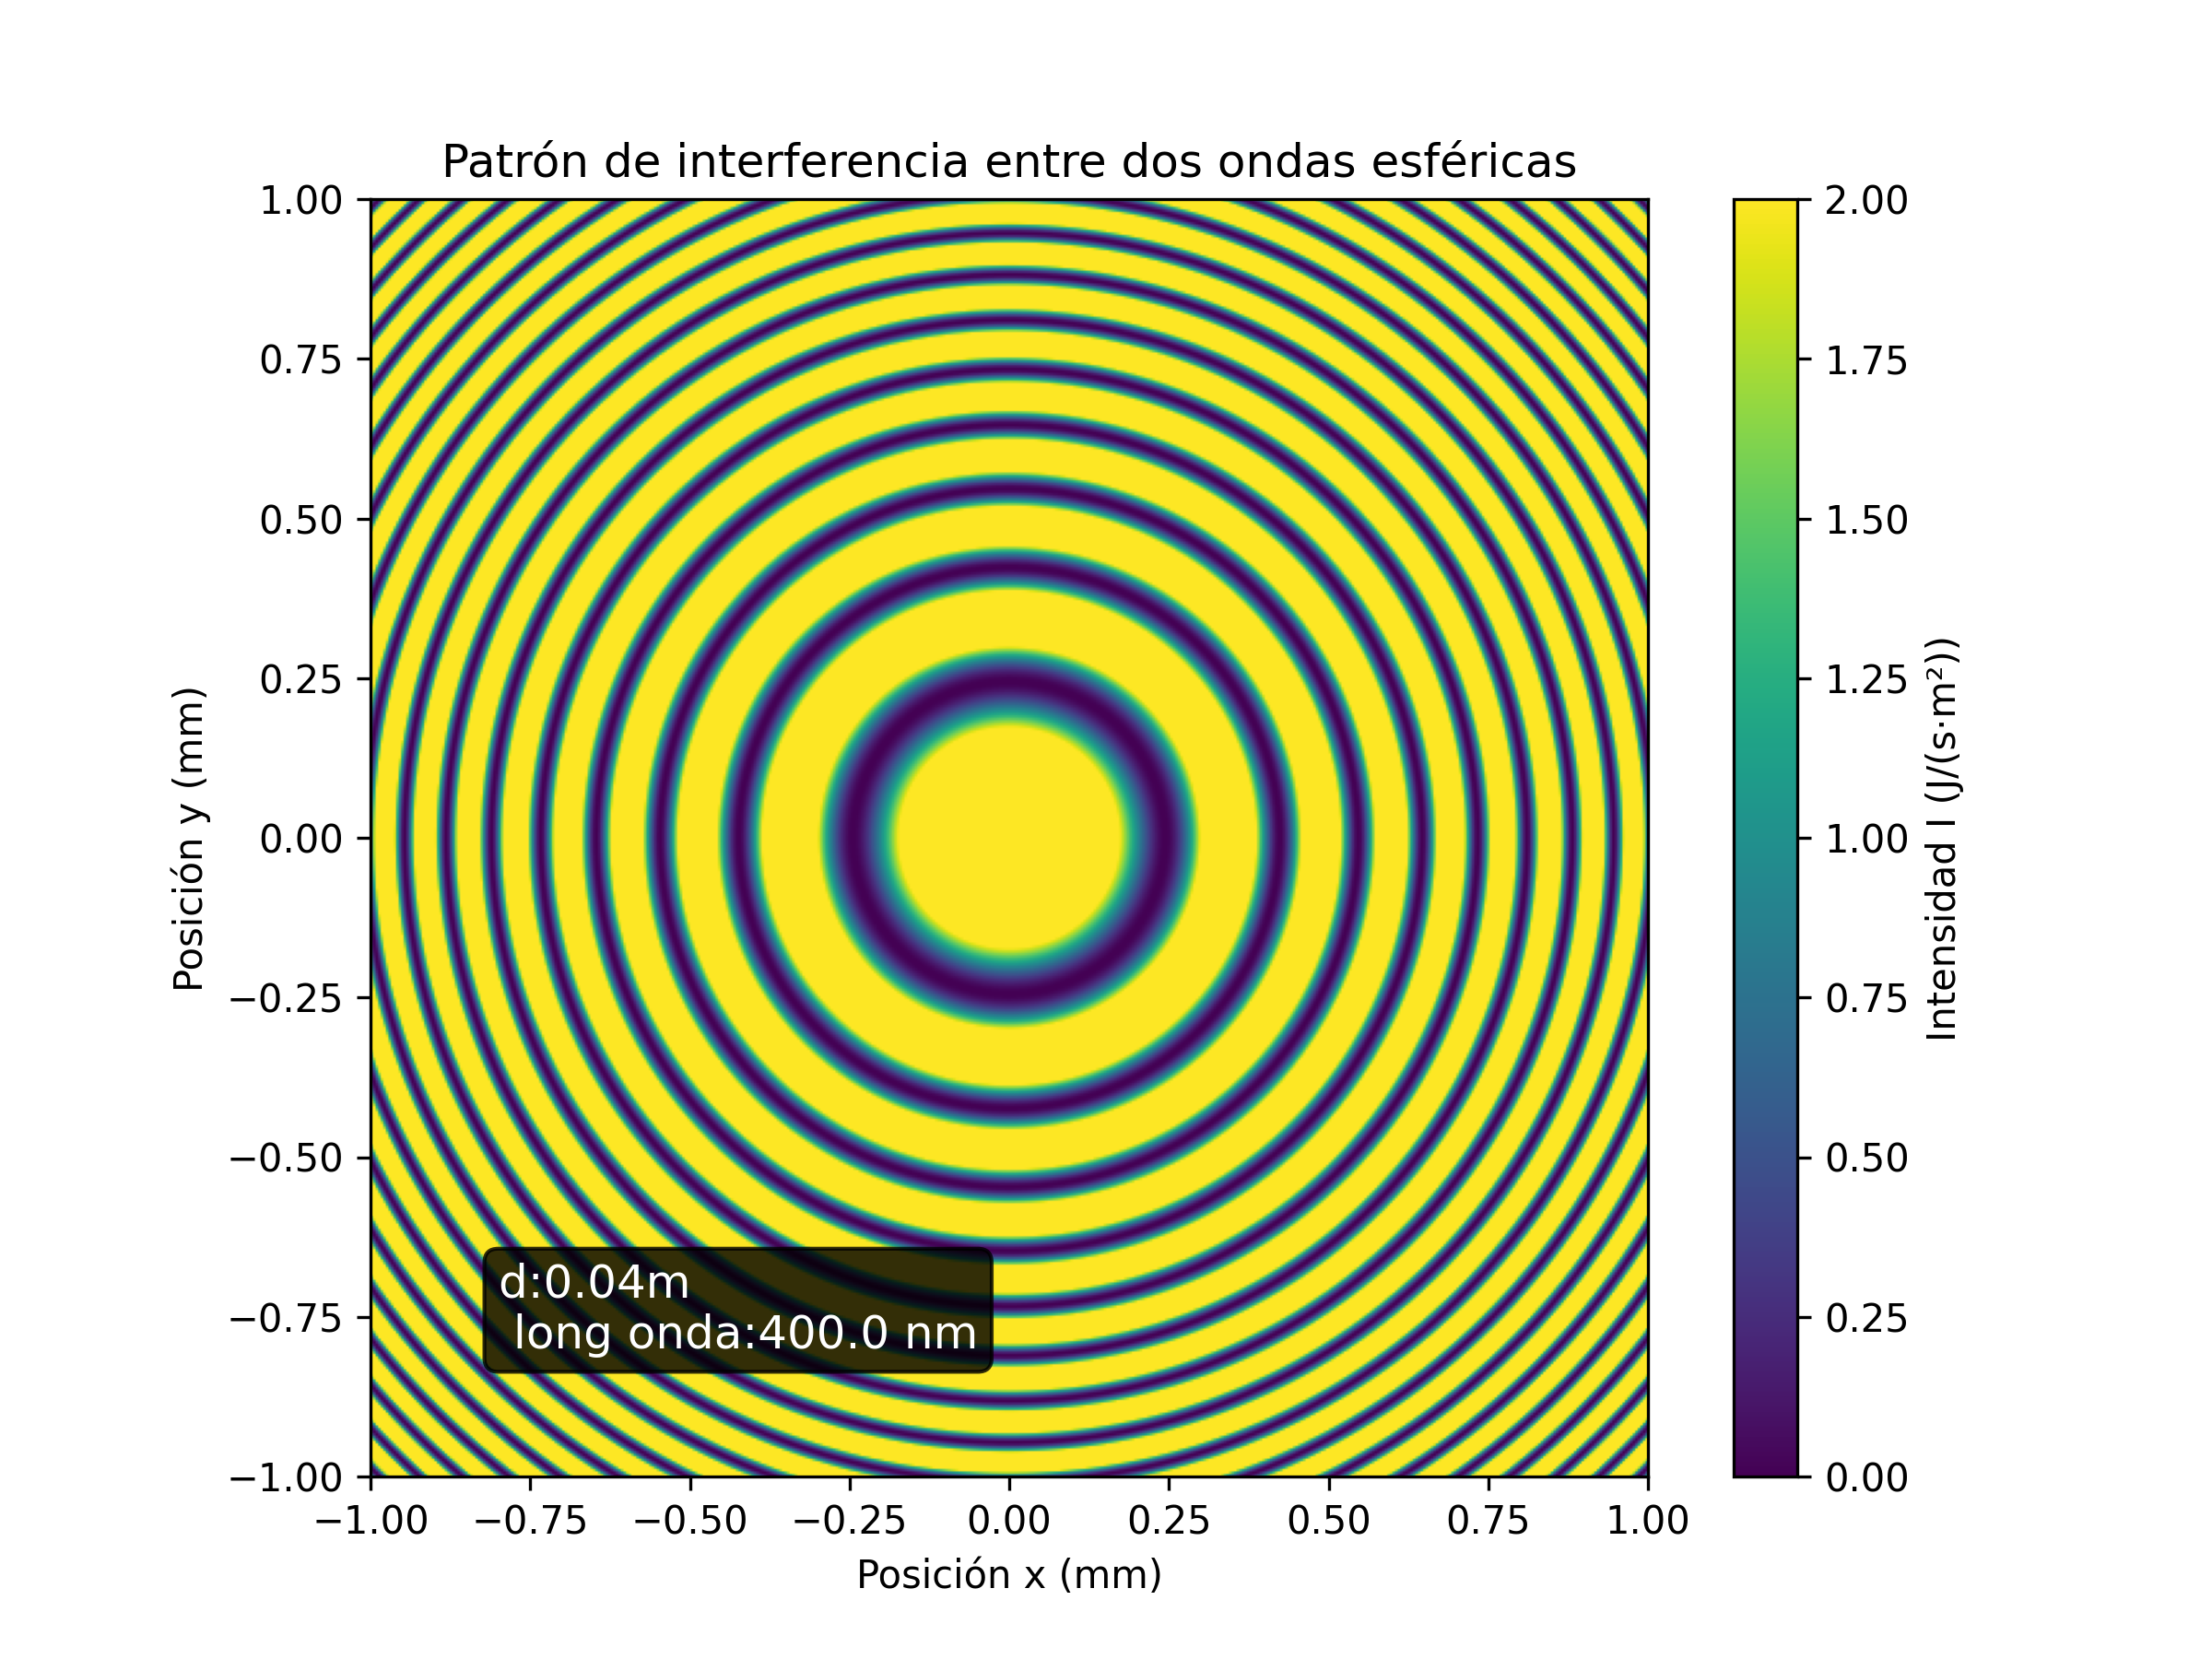 Patrón de interferencia entre dos ondas esféricas
1.00
0.75
0.50
0.25
0.00
−0.25
−0.50
−0.75
−1.00
Posición y (mm)
d:0.04m
long onda:400.0 nm
−1.00 −0.75 −0.50 −0.25 0.00 0.25 0.50 0.75 1.00
Posición x (mm)
2.00
1.75
1.50
1.25
1.00
0.75
0.50
0.25
0.00
Intensidad I (J/(s·m²))